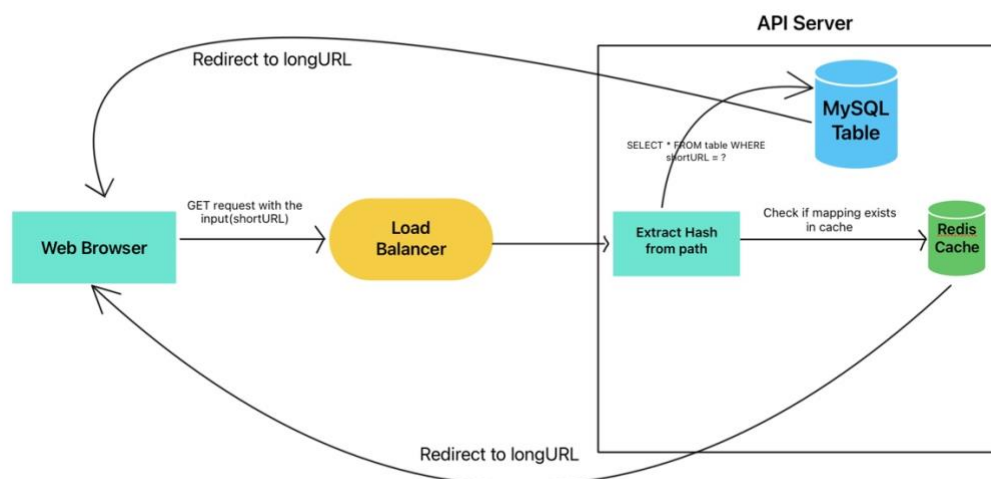 API Server
Redirect to longURL
MySQL
Table
SELECT * FROM table WHERE
shortURL = ?
GET request with the
input(shortURL)
Web Browser
Load
Balancer
Extract Hash
from path
Check if mapping exists
in cache
Redis
Cache
Redirect to longURL